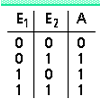 E₁ E₂ A
0 0 0
0 1 1
1 0 1
1 1 1